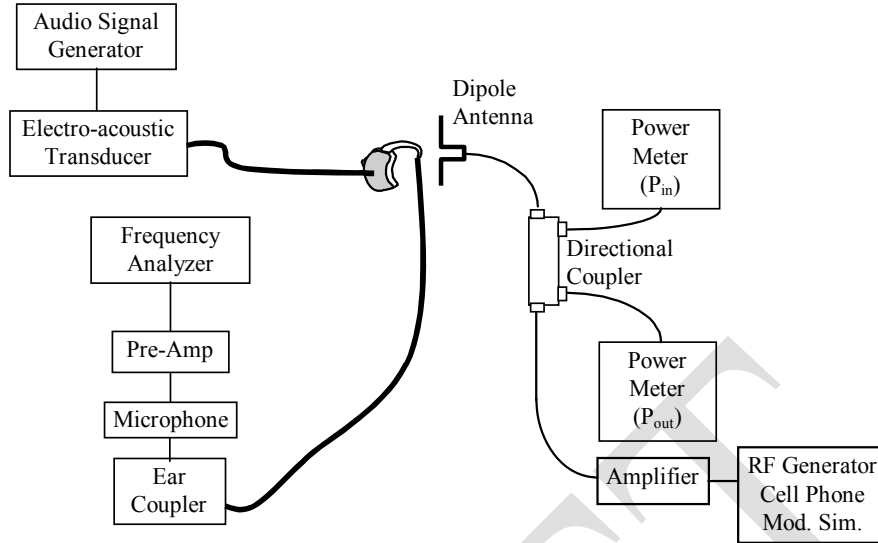 Audio Signal
Generator
Electro-acoustic
Transducer
Dipole
Antenna
Power
Meter
(Pin)
Frequency
Analyzer
Directional
Coupler
Pre-Amp
Power
Meter
(Pout)
Microphone
Ear
Coupler
Amplifier
RF Generator
Cell Phone
Mod. Sim.